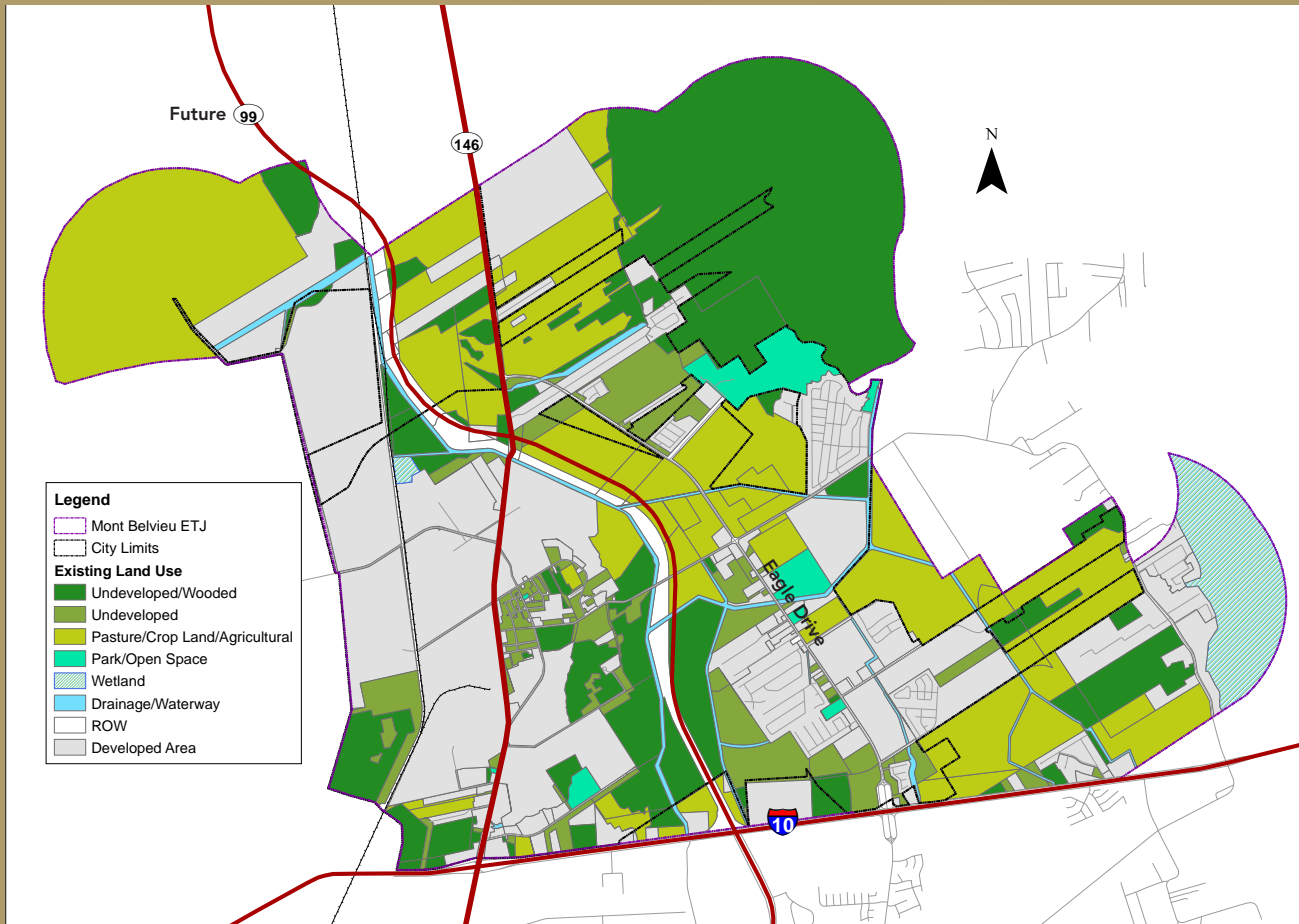 Future 99
146
N
Legend
Mont Belvieu ETJ
City Limits
Existing Land Use
Undeveloped/Wooded
Undeveloped
Pasture/Crop Land/Agricultural
Park/Open Space
Wetland
Drainage/Waterway
ROW
Developed Area
Eagle Drive
10